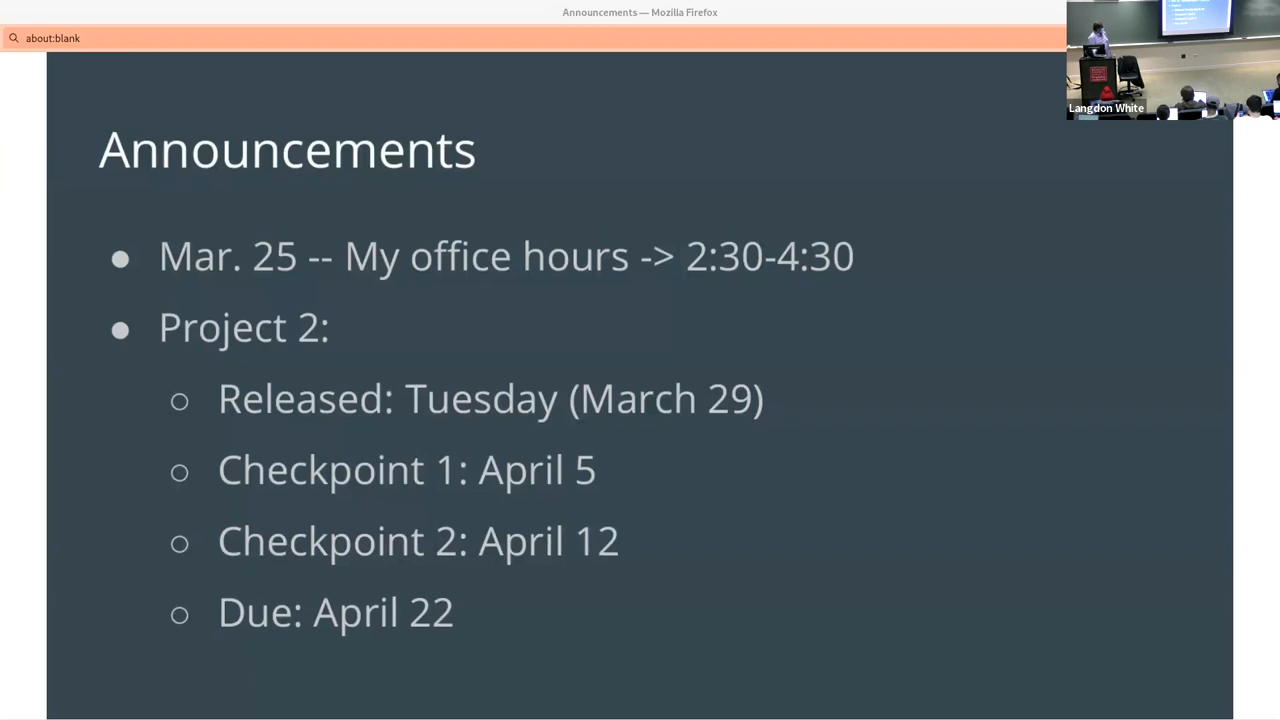 Announcements — Mozilla Firefox
about:blank
Langdon White
Announcements
● Mar. 25 -- My office hours -> 2:30-4:30
● Project 2:
○ Released: Tuesday (March 29)
○ Checkpoint 1: April 5
○ Checkpoint 2: April 12
○ Due: April 22